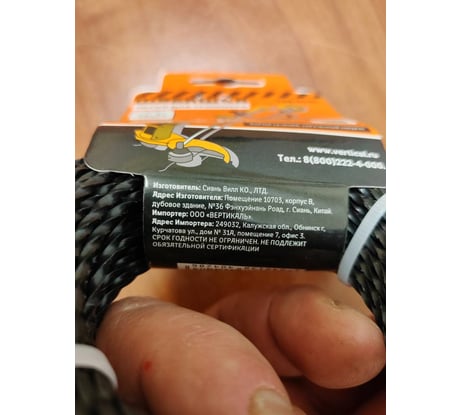 www.vertical.ru
Тел.: 8(800)222-4-600.
Изготовитель: Сиань Вилл КО., ЛТД.
Адрес Изготовителя: Помещение 10703, корпус В,
дубовое здание, №36 Фэнхуэйнань Роад, г. Сиань, Китай.
Импортер: ООО «ВЕРТИКАЛЬ»
Адрес Импортера: 249032, Калужская обл., Обнинск г,
Курчатова ул., дом № 31А, помещение 7, офис 3.
СРОК ГОДНОСТИ НЕ ОГРАНИЧЕН. НЕ ПОДЛЕЖИТ
ОБЯЗАТЕЛЬНОЙ СЕРТИФИКАЦИИ